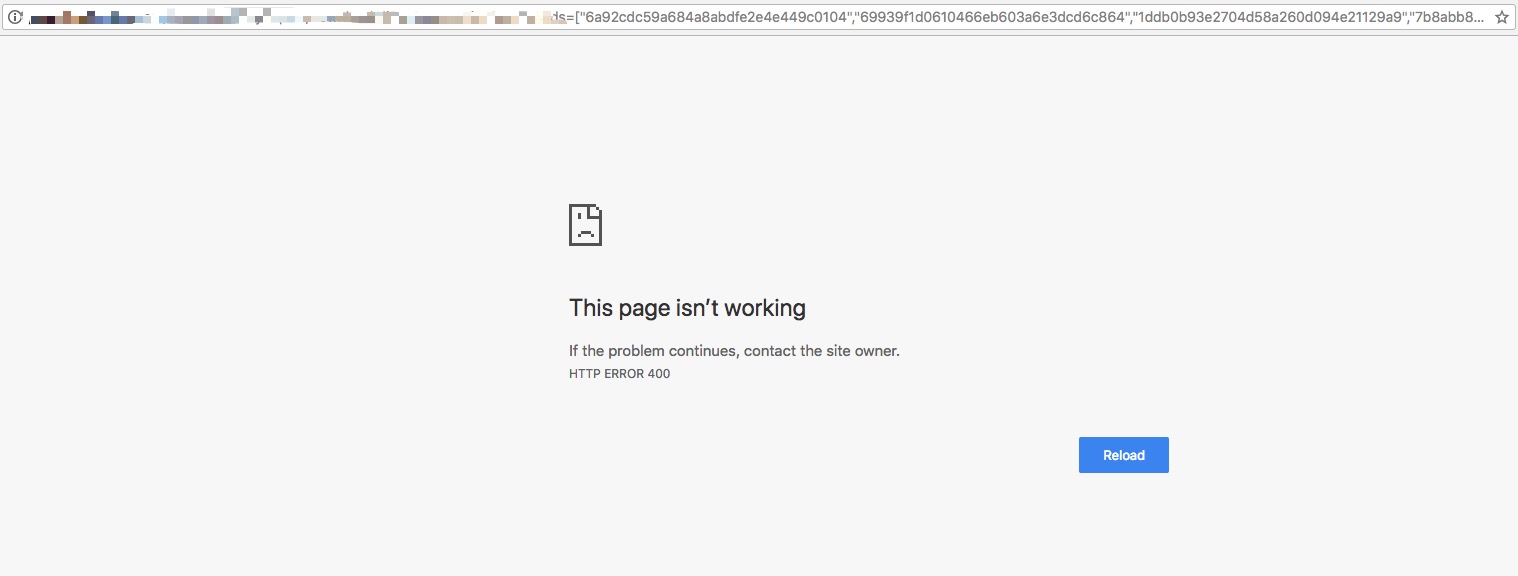 ds=["6a92cdc59a684a8abdfe2e4e449c0104","69939f1d0610466eb603a6e3dcd6c864","1ddb0b93e2704d58a260d094e21129a9","7b8abb8...
This page isn’t working
If the problem continues, contact the site owner.
HTTP ERROR 400
Reload